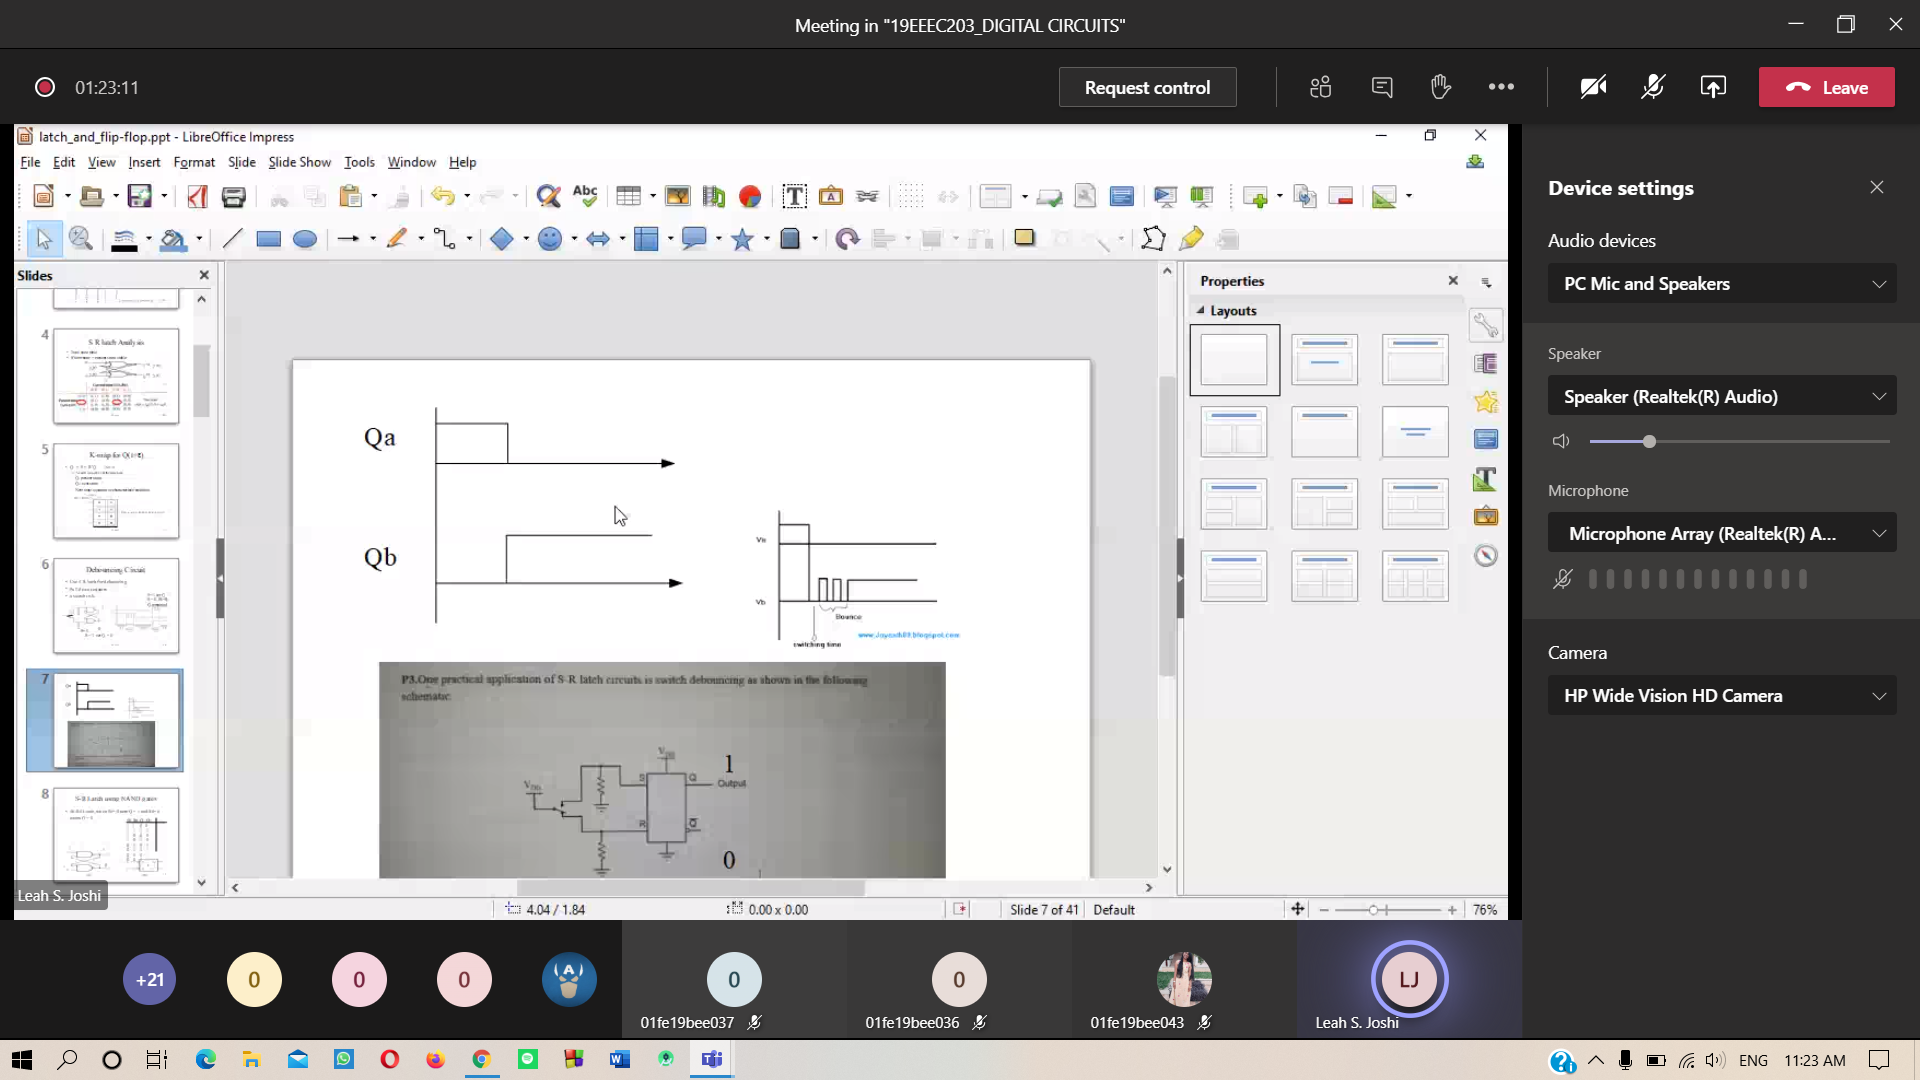 Meeting in "19EEEC203_DIGITAL CIRCUITS"
01:23:11
Request control
Leave
latch_and_flip-flop.ppt - LibreOffice Impress
File Edit View Insert Format Slide Slide Show Tools Window Help
Abc
Slides
4
S-R latch Analysis
5
K-map for Q(t+ε)
6
Debouncing Circuit
7
8
S-R Latch using NAND gates
Qa
Qb
Va
Vb
Bounce
switching time
P3.One practical application of S-R latch circuits is switch debouncing as shown in the following
schematic.
VDD
VDD
S
Q
1
Output
R
Q
0
Properties
Layouts
4.04 / 1.84
0.00 x 0.00
Slide 7 of 41
Default
76%
Leah S. Joshi
Device settings
Audio devices
PC Mic and Speakers
Speaker
Speaker (Realtek(R) Audio)
Microphone
Microphone Array (Realtek(R) A...
Camera
HP Wide Vision HD Camera
+21
0
0
0
A
0
01fe19bee037
0
01fe19bee036
01fe19bee043
LJ
Leah S. Joshi
ENG
11:23 AM